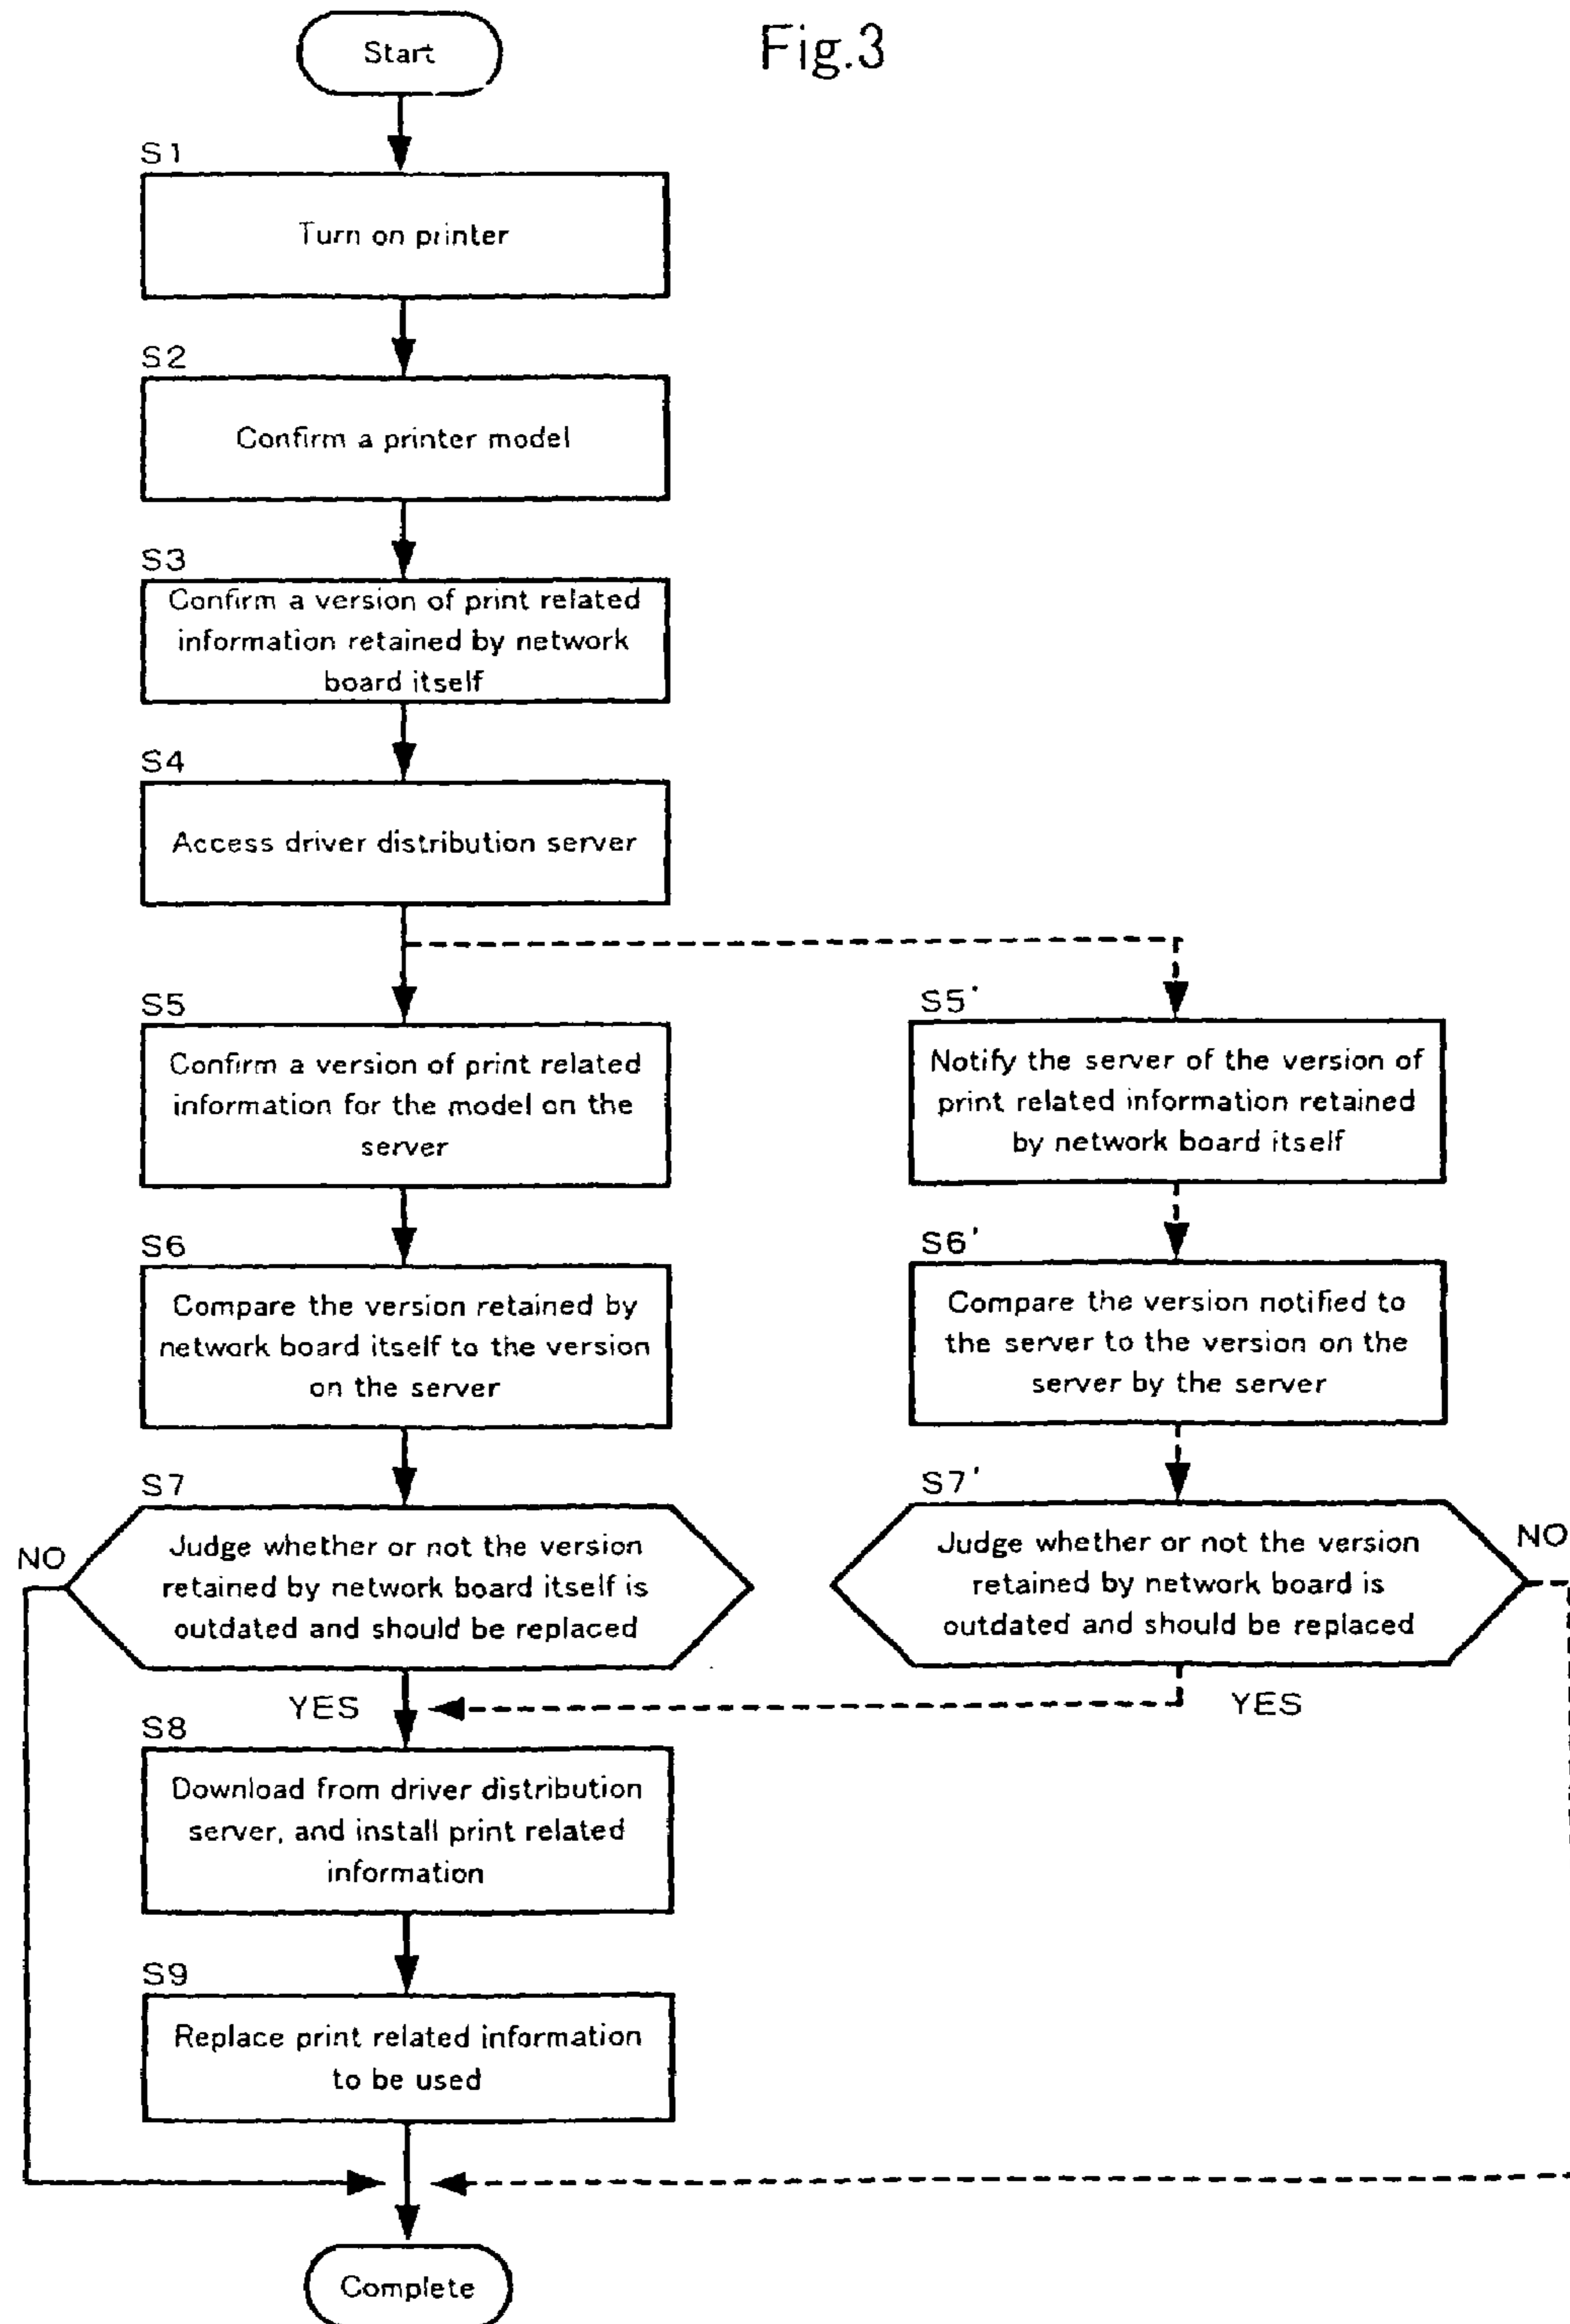 Fig.3
Start
S1
Turn on printer
S2
Confirm a printer model
S3
Confirm a version of print related
information retained by network
board itself
S4
Access driver distribution server
S5
Confirm a version of print related
information for the model on the
server
S6
Compare the version retained by
network board itself to the version
on the server
S7
Judge whether or not the version
retained by network board itself is
outdated and should be replaced
NO
YES
S5'
Notify the server of the version of
print related information retained
by network board itself
S6'
Compare the version notified to
the server to the version on the
server by the server
S7'
Judge whether or not the version
retained by network board is
outdated and should be replaced
NO
YES
S8
Download from driver distribution
server, and install print related
information
S9
Replace print related information
to be used
Complete